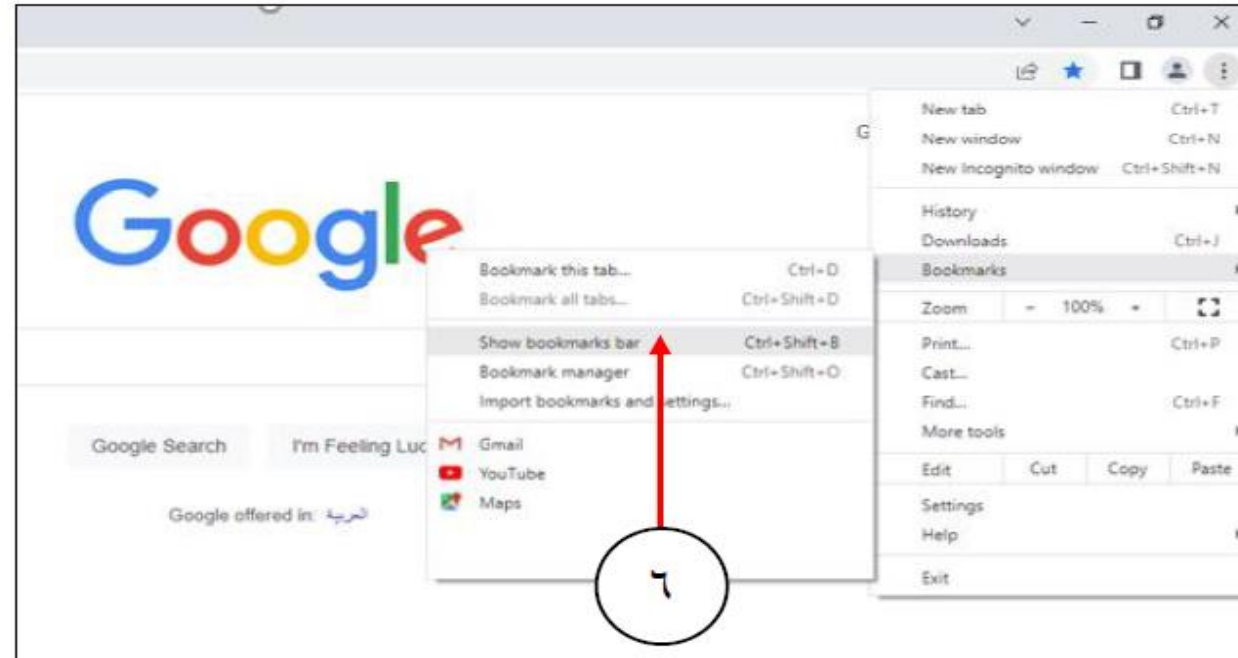 G
New tab Ctrl+T
New window Ctrl+N
New Incognito window Ctrl+Shift+N
Google
History
Downloads Ctrl+J
Bookmarks
Bookmark this tab... Ctrl+D
Bookmark all tabs... Ctrl+Shift+D
Show bookmarks bar Ctrl+Shift+B
Bookmark manager Ctrl+Shift+O
Import bookmarks and settings...
Gmail
YouTube
Maps
Zoom - 100% +
Print... Ctrl+P
Cast...
Find... Ctrl+F
More tools
Edit Cut Copy Paste
Settings
Help
Exit
Google Search I'm Feeling Luc
Google offered in: العربية
٦